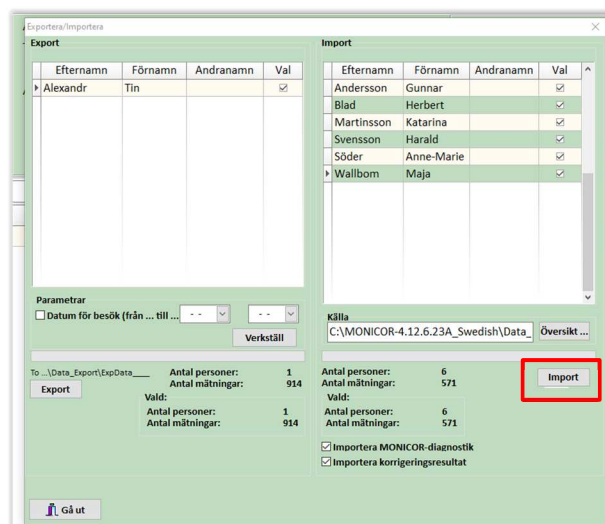 Exportera/Importera
Export
Efternamn Förnamn Andranamn Val
Alexandr Tin
Parametrar
Datum för besök (från ... till ... - - - -
Verkställ
To ...\Data_Export\ExpData____
Antal personer: 1
Antal mätningar: 914
Export
Vald:
Antal personer: 1
Antal mätningar: 914
Gå ut
Import
Efternamn Förnamn Andranamn Val
Andersson Gunnar
Blad Herbert
Martinsson Katarina
Svensson Harald
Söder Anne-Marie
Wallbom Maja
Källa
C:\MONICOR-4.12.6.23A_Swedish\Data_ Översikt ...
Antal personer: 6
Antal mätningar: 571
Import
Vald:
Antal personer: 6
Antal mätningar: 571
Importera MONICOR-diagnostik
Importera korrigeringsresultat